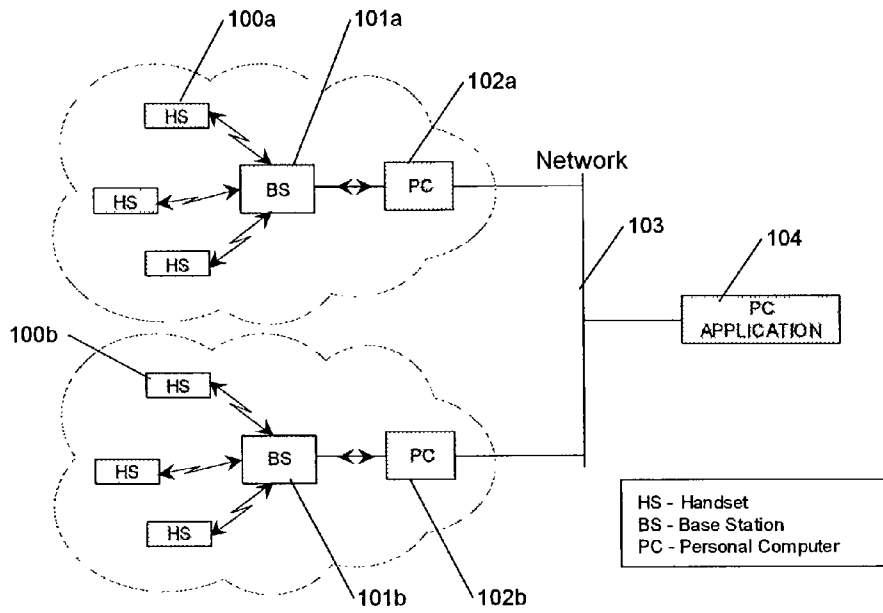 100a
101a
102a
HS
HS
HS
BS
PC
Network
103
104
PC
APPLICATION
100b
HS
HS
HS
BS
PC
101b
102b
HS - Handset
BS - Base Station
PC - Personal Computer